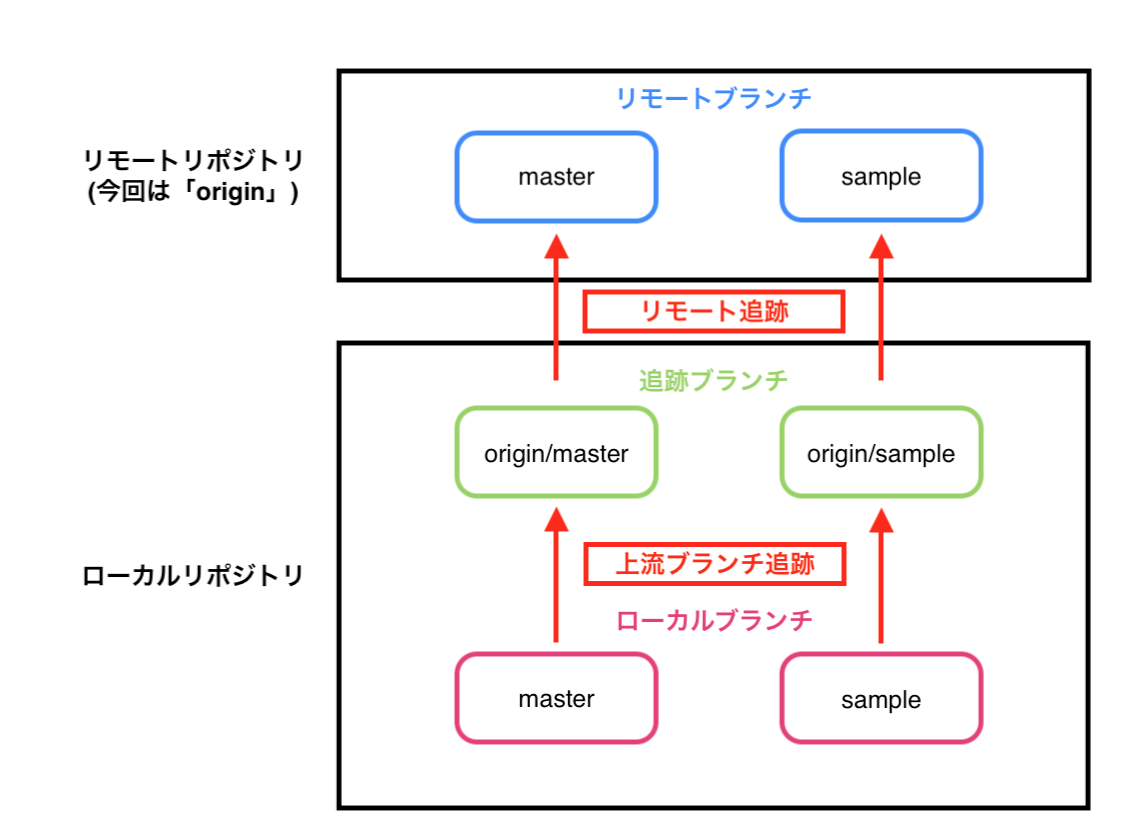 リモートブランチ
リモートリポジトリ
(今回は「origin」)
master
sample
リモート追跡
追跡ブランチ
origin/master
origin/sample
ローカルリポジトリ
上流ブランチ追跡
ローカルブランチ
master
sample